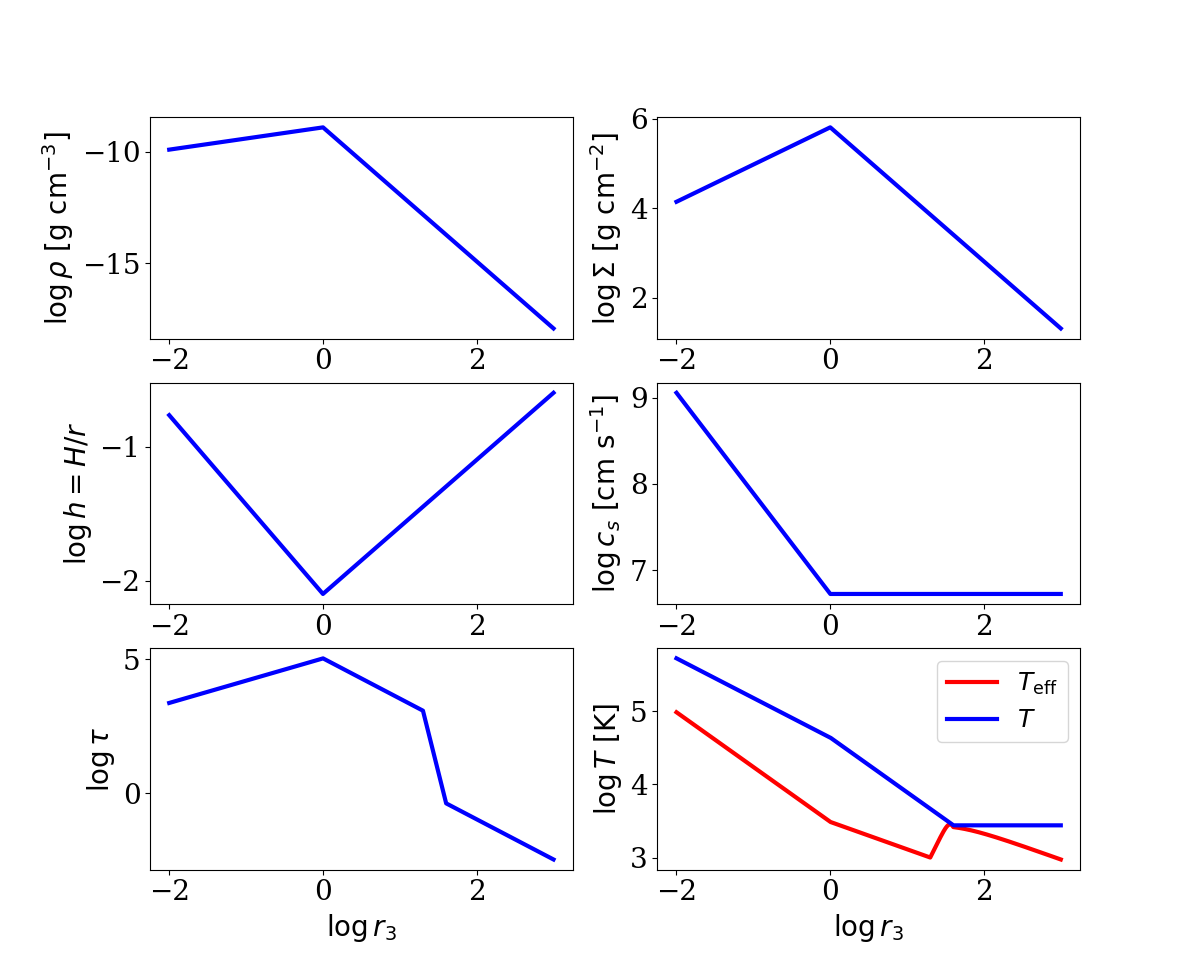 log ρ [g cm⁻³]
−10
−15
−2 0 2
log Σ [g cm⁻²]
6
4
2
−2 0 2
log h = H/r
−1
−2
−2 0 2
log cₛ [cm s⁻¹]
9
8
7
−2 0 2
log τ
5
0
−2 0 2
log r₃
log T [K]
5
4
3
T_eff
T
−2 0 2
log r₃